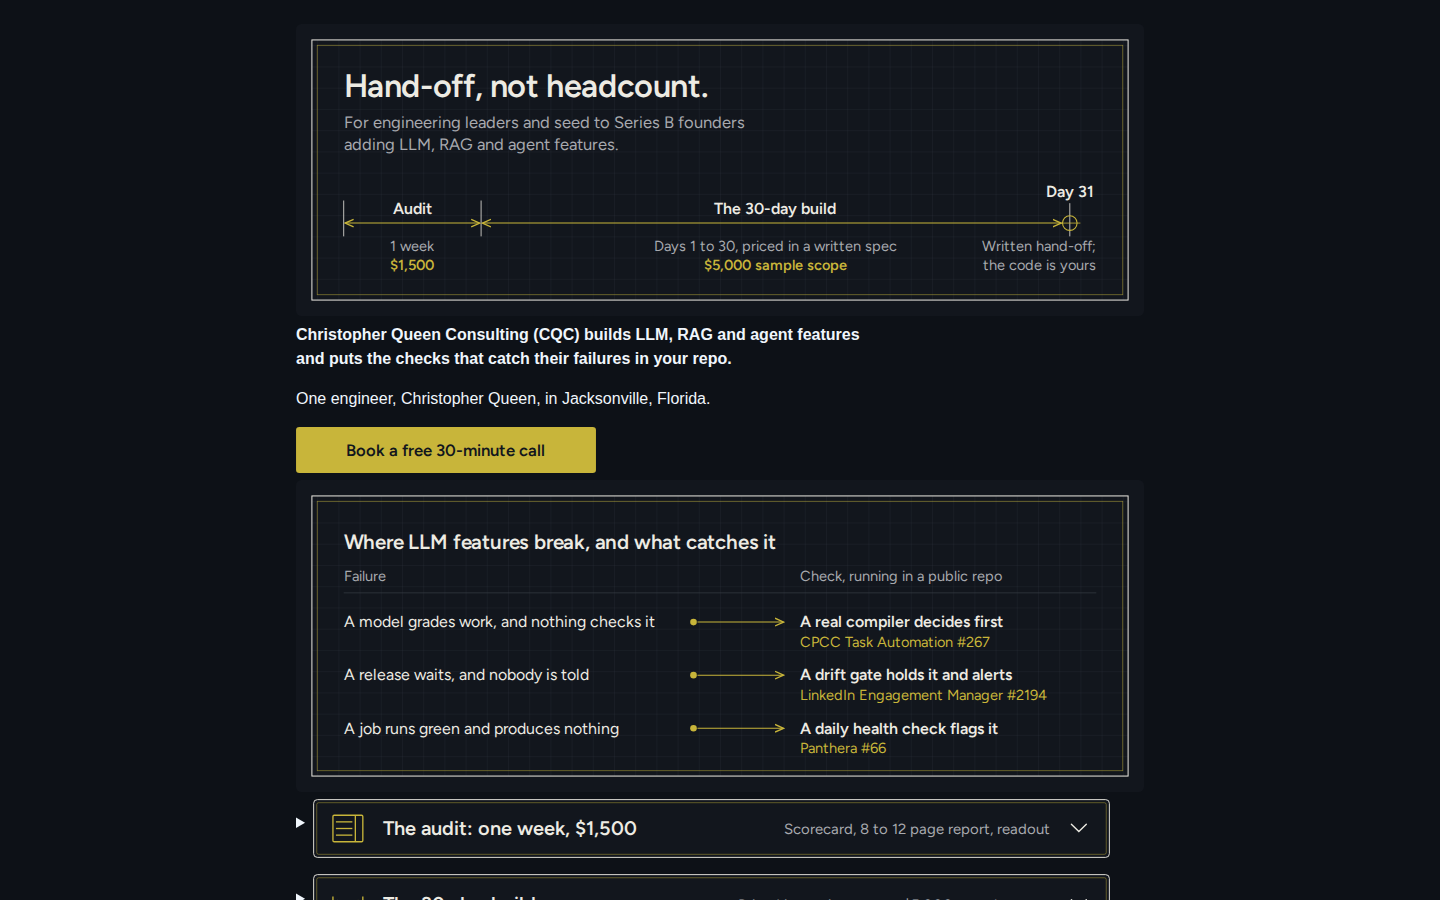 Hand-off, not headcount.
For engineering leaders and seed to Series B founders
adding LLM, RAG and agent features.
Day 31
Audit
The 30-day build
1 week
$1,500
Days 1 to 30, priced in a written spec
$5,000 sample scope
Written hand-off;
the code is yours
Christopher Queen Consulting (CQC) builds LLM, RAG and agent features
and puts the checks that catch their failures in your repo.
One engineer, Christopher Queen, in Jacksonville, Florida.
Book a free 30-minute call
Where LLM features break, and what catches it
Failure
Check, running in a public repo
A model grades work, and nothing checks it
A real compiler decides first
CPCC Task Automation #267
A release waits, and nobody is told
A drift gate holds it and alerts
LinkedIn Engagement Manager #2194
A job runs green and produces nothing
A daily health check flags it
Panthera #66
The audit: one week, $1,500
Scorecard, 8 to 12 page report, readout